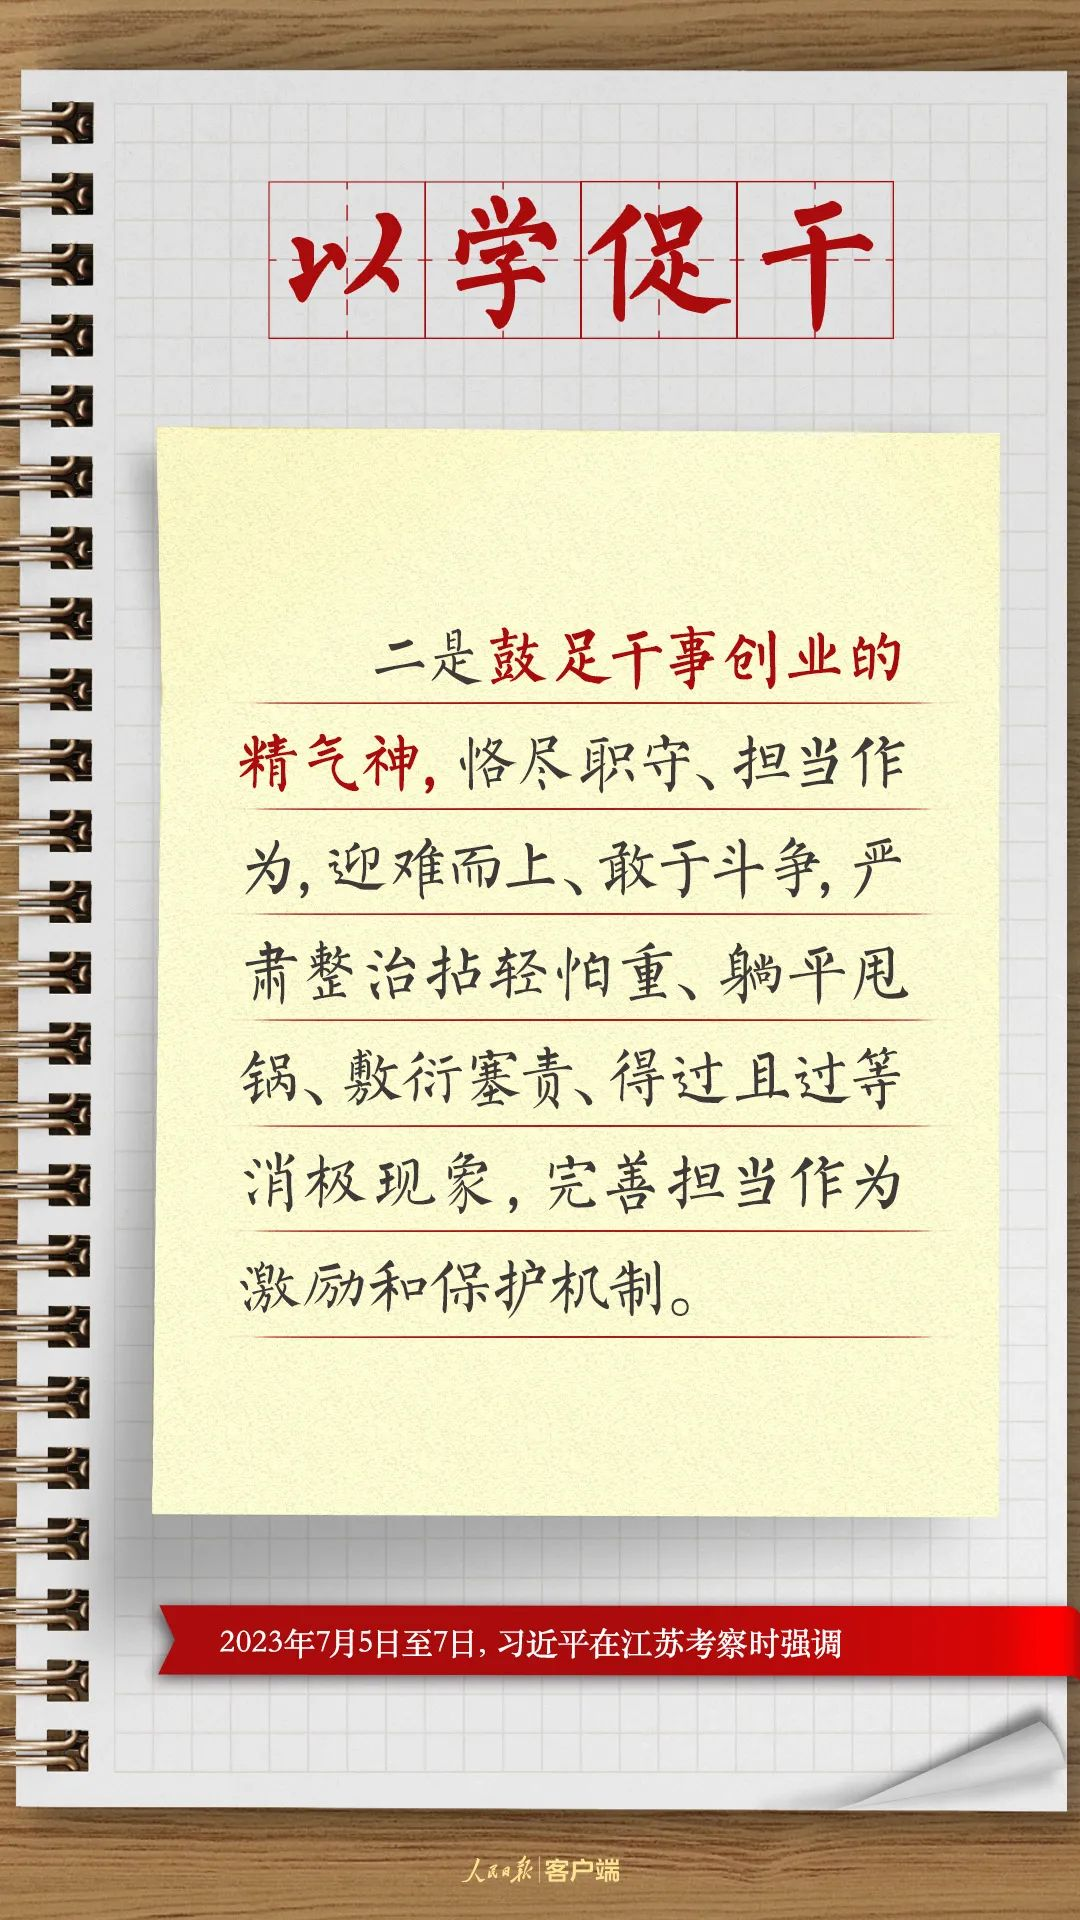 以学促干
二是鼓足干事创业的
精气神，恪尽职守、担当作
为，迎难而上、敢于斗争，严
肃整治拈轻怕重、躺平甩
锅、敷衍塞责、得过且过等
消极现象，完善担当作为
激励和保护机制。
2023年7月5日至7日，习近平在江苏考察时强调
人民日报|客户端